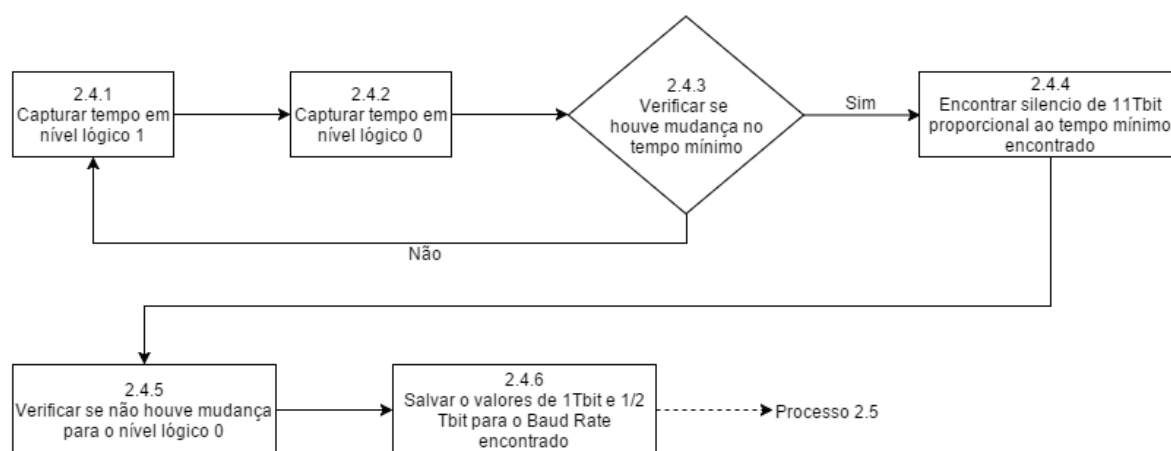 2.4.1
Capturar tempo em
nível lógico 1
2.4.2
Capturar tempo em
nível lógico 0
2.4.3
Verificar se
houve mudança no
tempo mínimo
Sim
2.4.4
Encontrar silencio de 11Tbit
proporcional ao tempo mínimo
encontrado
Não
2.4.5
Verificar se não houve mudança
para o nível lógico 0
2.4.6
Salvar o valores de 1Tbit e 1/2
Tbit para o Baud Rate
encontrado
Processo 2.5